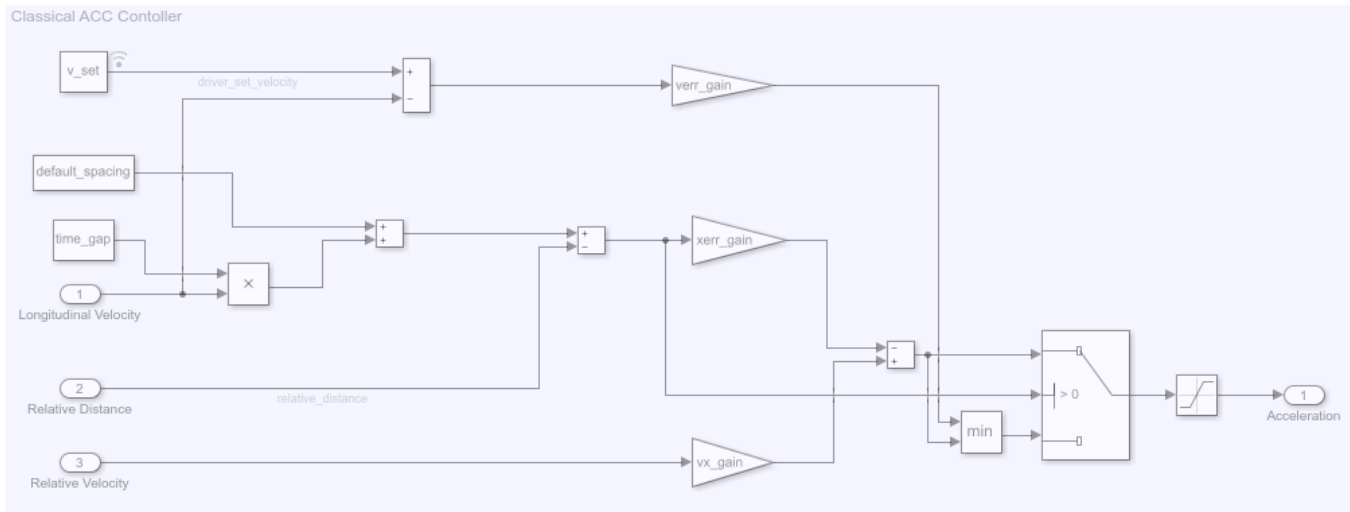 Classical ACC Contoller
v_set
driver_set_velocity
+
−
verr_gain
default_spacing
time_gap
+
+
+
−
xerr_gain
×
1
Longitudinal Velocity
−
+
2
Relative Distance
relative_distance
> 0
1
Acceleration
min
3
Relative Velocity
vx_gain